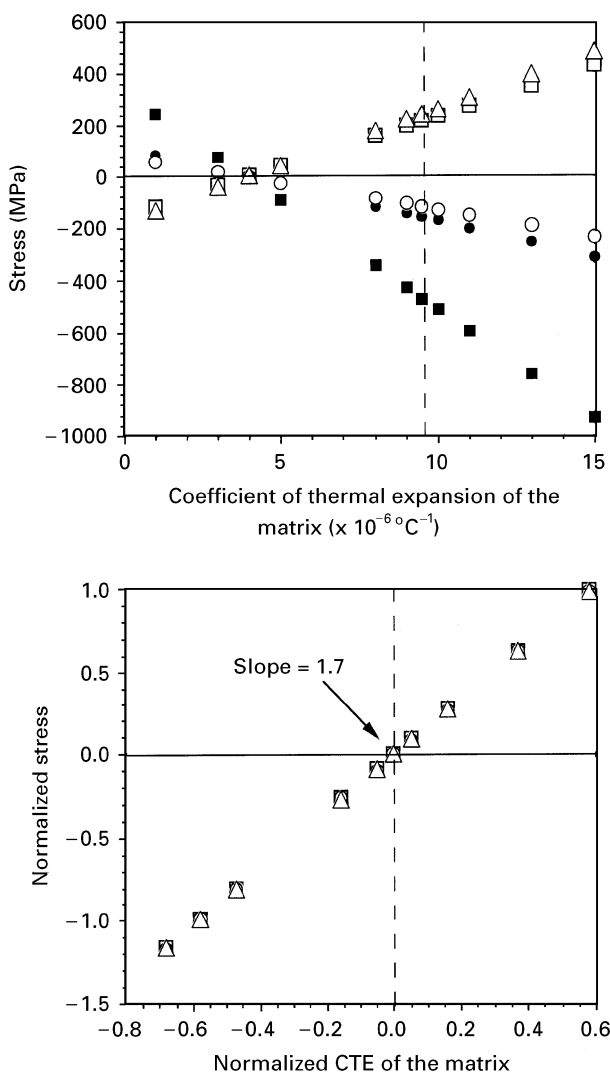 600
400
200
0
−200
−400
−600
−800
−1000
Stress (MPa)
0 5 10 15
Coefficient of thermal expansion of the
matrix (x 10⁻⁶ °C⁻¹)
1.0
0.5
0.0
−0.5
−1.0
−1.5
Normalized stress
Slope = 1.7
−0.8 −0.6 −0.4 −0.2 0.0 0.2 0.4 0.6
Normalized CTE of the matrix